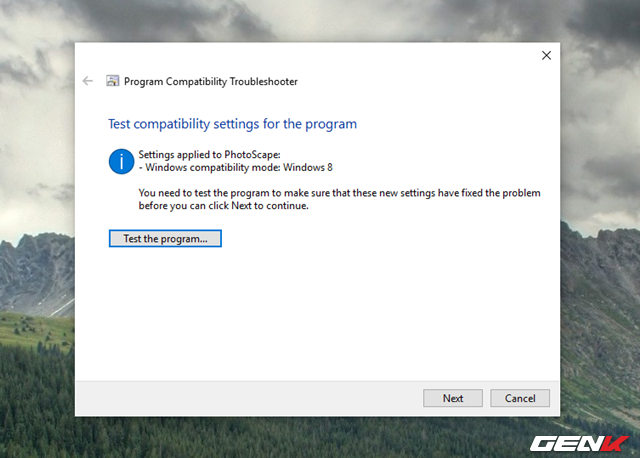 Program Compatibility Troubleshooter
Test compatibility settings for the program
Settings applied to PhotoScape:
- Windows compatibility mode: Windows 8
You need to test the program to make sure that these new settings have fixed the problem
before you can click Next to continue.
Test the program...
Next
Cancel
GENK